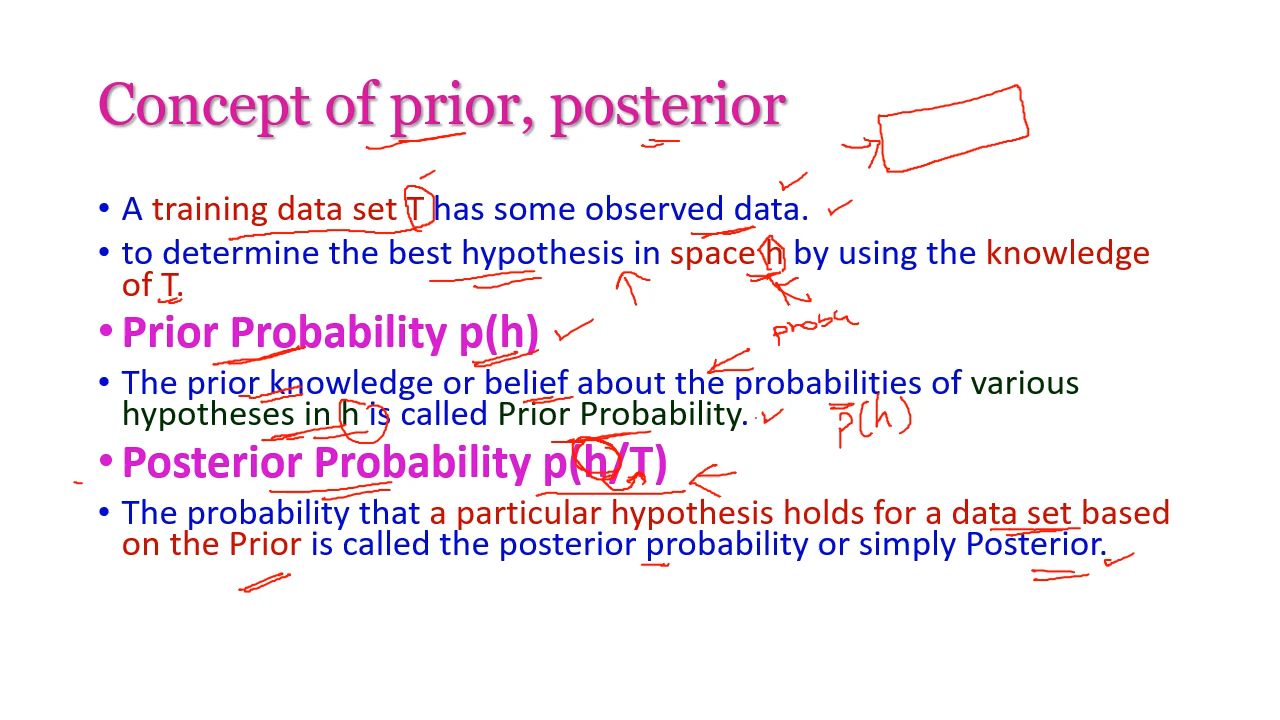 Concept of prior, posterior
• A training data set T has some observed data.
• to determine the best hypothesis in space h by using the knowledge
of T.
• Prior Probability p(h)
proba
• The prior knowledge or belief about the probabilities of various
hypotheses in h is called Prior Probability.
p(h)
• Posterior Probability p(h/T)
• The probability that a particular hypothesis holds for a data set based
on the Prior is called the posterior probability or simply Posterior.